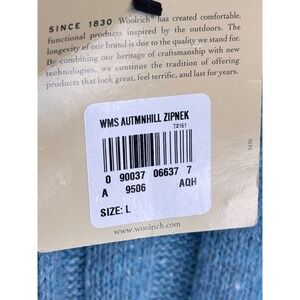 SINCE 1830 Woolrich® has created comfortable,
functional products inspired by the outdoors. The
longevity of our brand is due to the quality we stand for.
By combining our heritage of craftsmanship with new
technologies, we continue the tradition of offering
products that look great, feel terrific, and last for years.
WMS AUTMNHILL ZIPNEK
TR151
0 90037 06637 7
A 9506 AQH
SIZE: L
www.woolrich.com